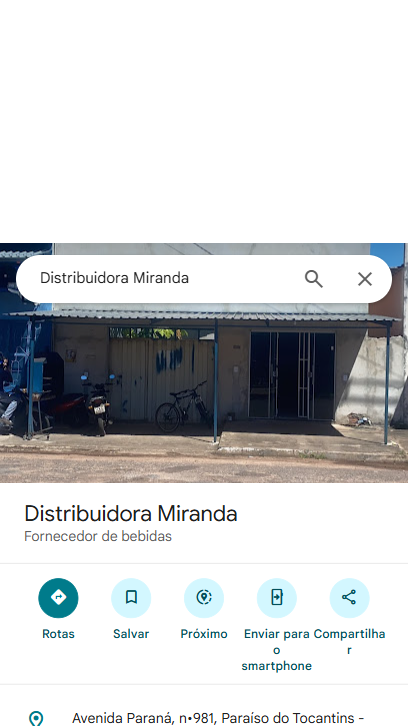 Distribuidora Miranda
Distribuidora Miranda
Fornecedor de bebidas
Rotas
Salvar
Próximo
Enviar para o smartphone
Compartilhar
Avenida Paraná, n•981, Paraíso do Tocantins -